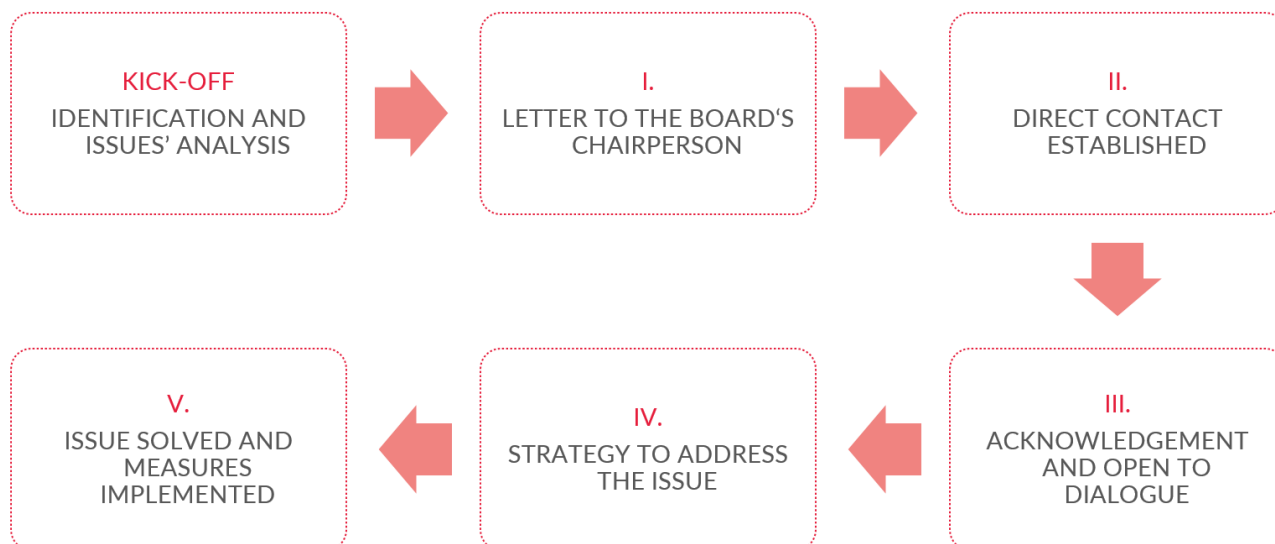 KICK-OFF
IDENTIFICATION AND
ISSUES’ ANALYSIS
I.
LETTER TO THE BOARD‘S
CHAIRPERSON
II.
DIRECT CONTACT
ESTABLISHED
III.
ACKNOWLEDGEMENT
AND OPEN TO
DIALOGUE
IV.
STRATEGY TO ADDRESS
THE ISSUE
V.
ISSUE SOLVED AND
MEASURES
IMPLEMENTED